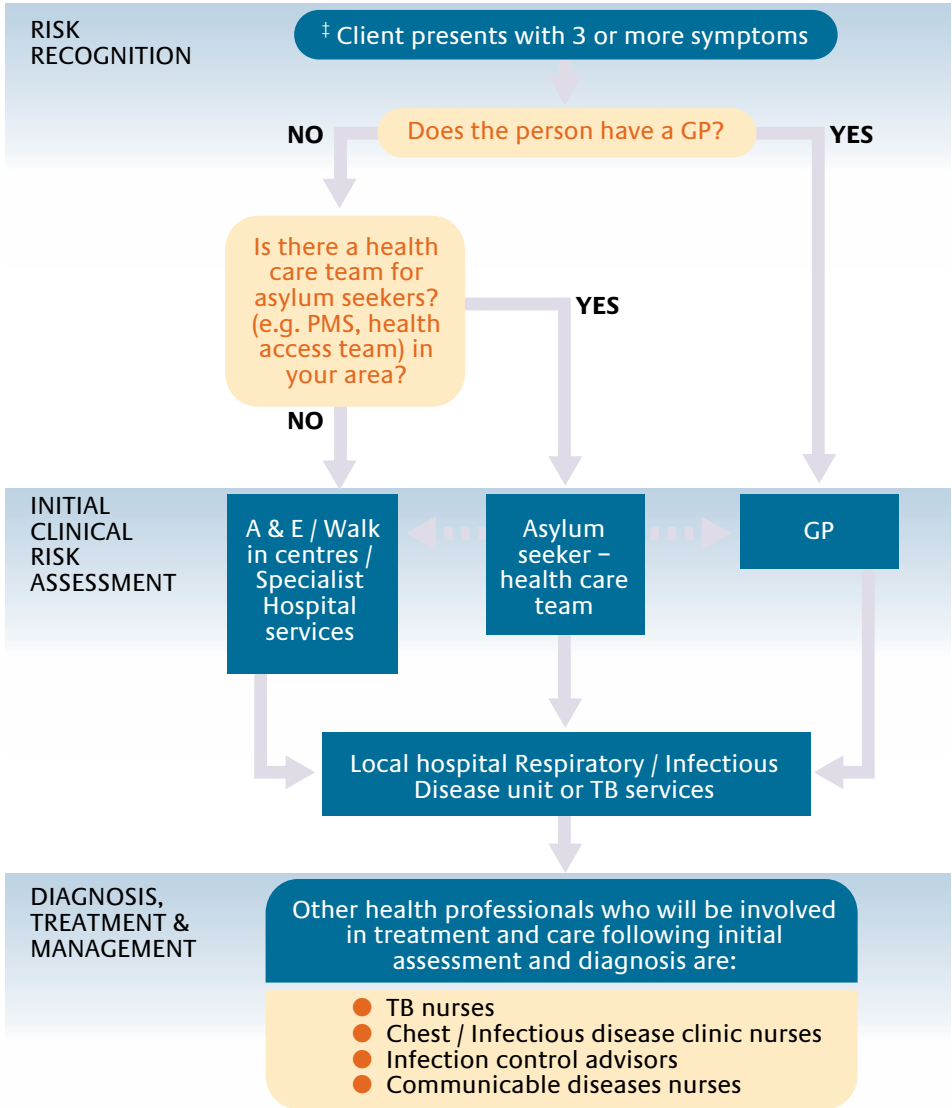 RISK
RECOGNITION
‡ Client presents with 3 or more symptoms
Does the person have a GP?
NO
YES
Is there a health
care team for
asylum seekers?
(e.g. PMS, health
access team) in
your area?
YES
NO
INITIAL
CLINICAL
RISK
ASSESSMENT
A & E / Walk
in centres /
Specialist
Hospital
services
Asylum
seeker –
health care
team
GP
Local hospital Respiratory / Infectious
Disease unit or TB services
DIAGNOSIS,
TREATMENT &
MANAGEMENT
Other health professionals who will be involved
in treatment and care following initial
assessment and diagnosis are:
● TB nurses
● Chest / Infectious disease clinic nurses
● Infection control advisors
● Communicable diseases nurses